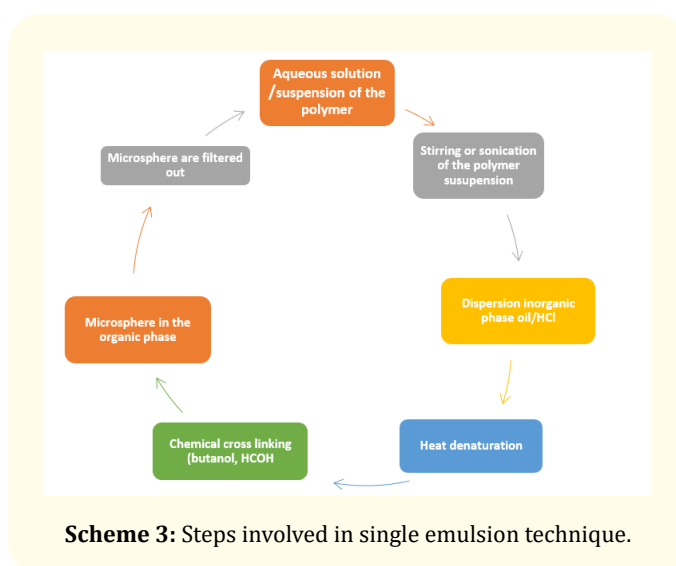 Aqueous solution
/suspension of the
polymer
Stirring or sonication
of the polymer
susupension
Dispersion inorganic
phase oil/HCl
Heat denaturation
Chemical cross linking
(butanol, HCOH
Microsphere in the
organic phase
Microsphere are filtered
out
Scheme 3: Steps involved in single emulsion technique.